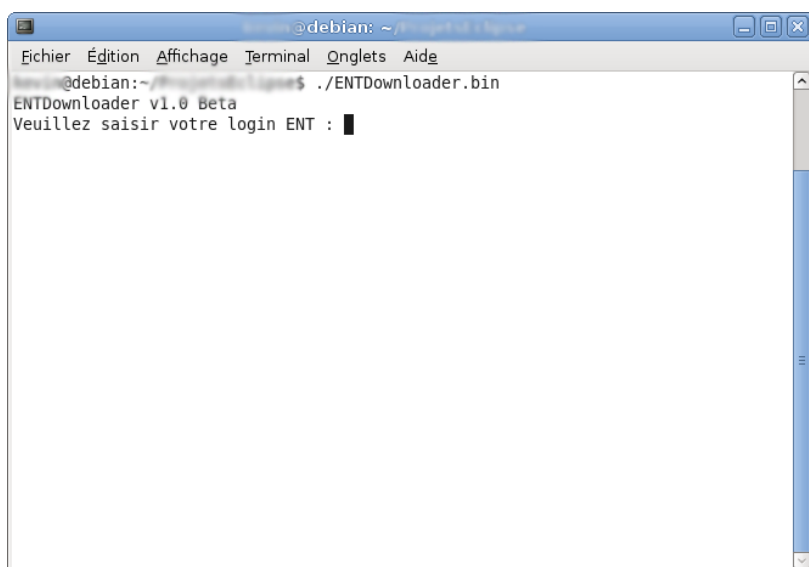 @debian: ~/
Fichier Édition Affichage Terminal Onglets Aide
@debian:~/ $ ./ENTDownloader.bin
ENTDownloader v1.0 Beta
Veuillez saisir votre login ENT :